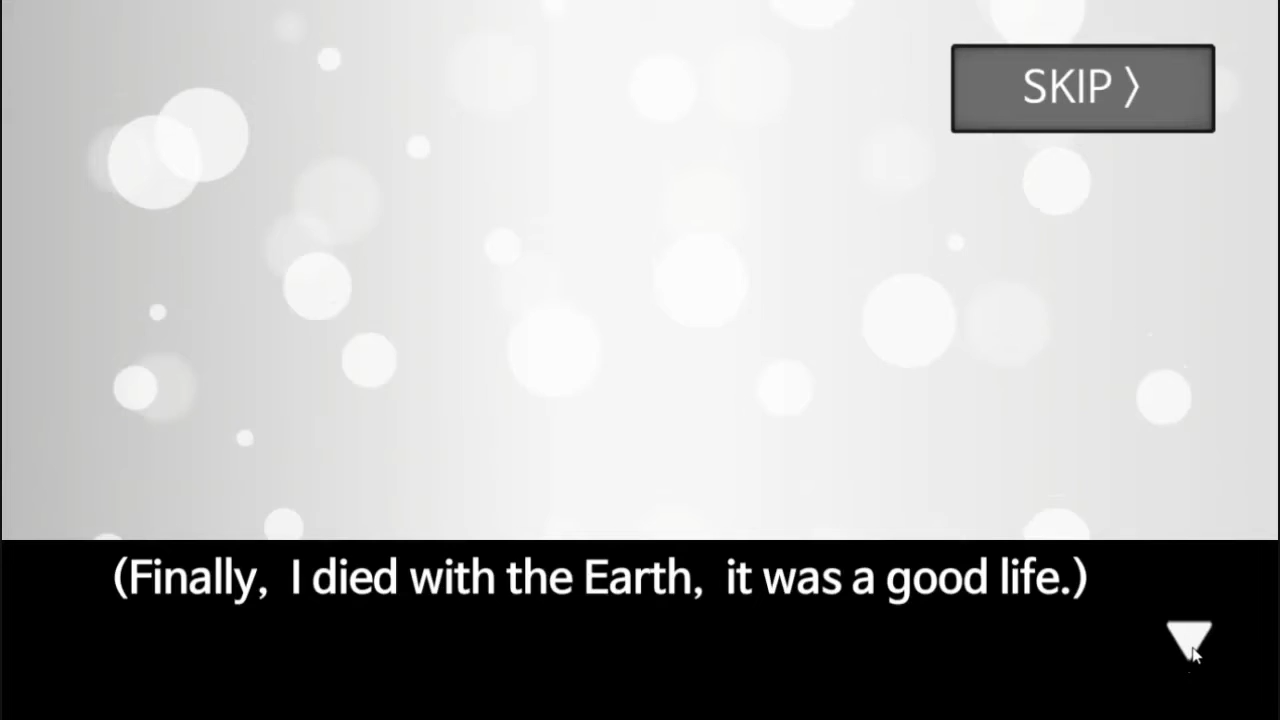 SKIP 〉
(Finally, I died with the Earth, it was a good life.)